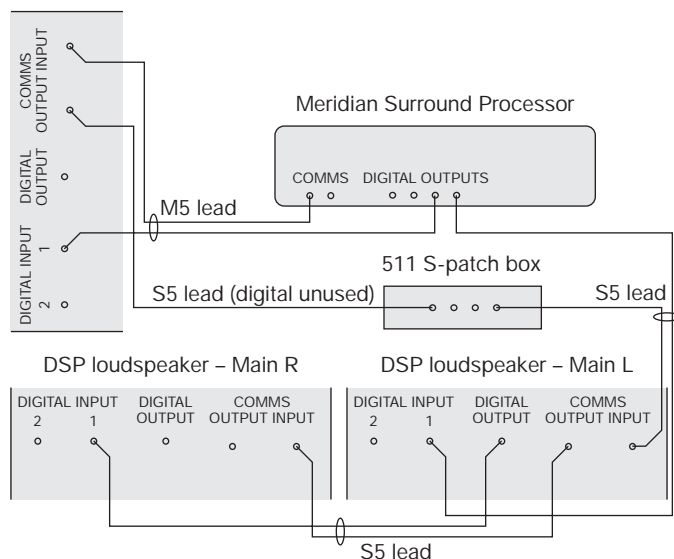 COMMS
OUTPUT INPUT
DIGITAL
OUTPUT
DIGITAL INPUT
1
2
Meridian Surround Processor
COMMS DIGITAL OUTPUTS
M5 lead
511 S-patch box
S5 lead (digital unused)
S5 lead
DSP loudspeaker – Main R
DIGITAL INPUT DIGITAL COMMS
2 1 OUTPUT OUTPUT INPUT
DSP loudspeaker – Main L
DIGITAL INPUT DIGITAL COMMS
2 1 OUTPUT OUTPUT INPUT
S5 lead